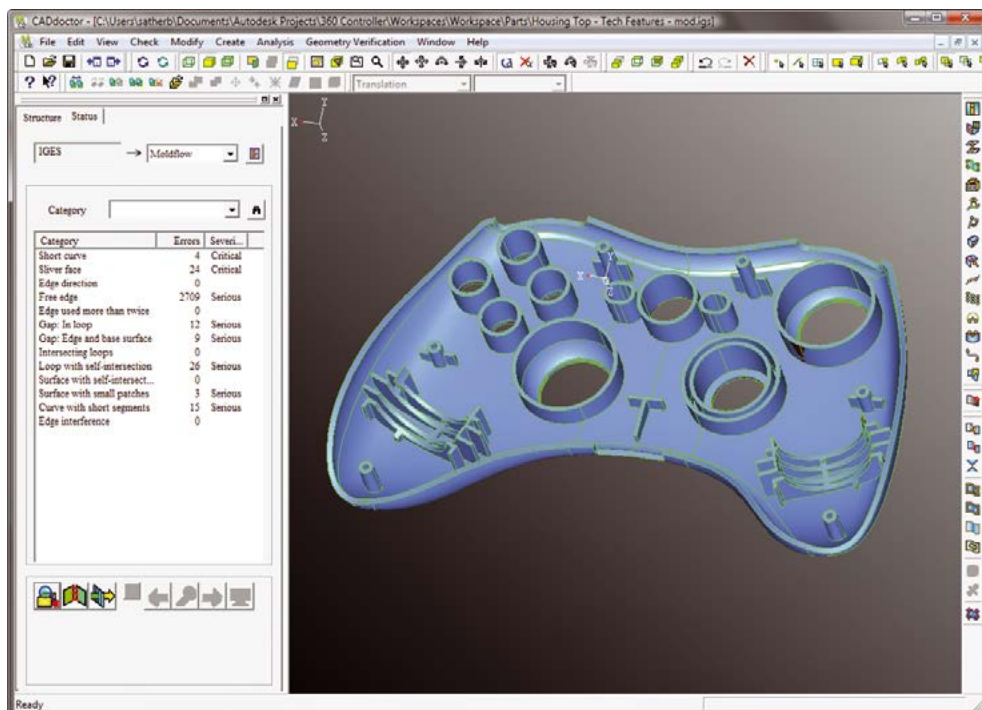 CADdoctor - [C:\Users\satherb\Documents\Autodesk Projects\360 Controller\Workspaces\Workspace\Parts\Housing Top - Tech Features - mod.igs]
File Edit View Check Modify Create Analysis Geometry Verification Window Help
Translation
Structure Status
IGES → Moldflow
Category
Category Errors Severi...
Short curve 4 Critical
Sliver face 24 Critical
Edge direction 0
Free edge 2709 Serious
Edge used more than twice 0
Gap: In loop 12 Serious
Gap: Edge and base surface 9 Serious
Intersecting loops 0
Loop with self-intersection 26 Serious
Surface with self-intersect... 0
Surface with small patches 3 Serious
Curve with short segments 15 Serious
Edge interference 0
Y
X
Z
Y
X
Z
Ready